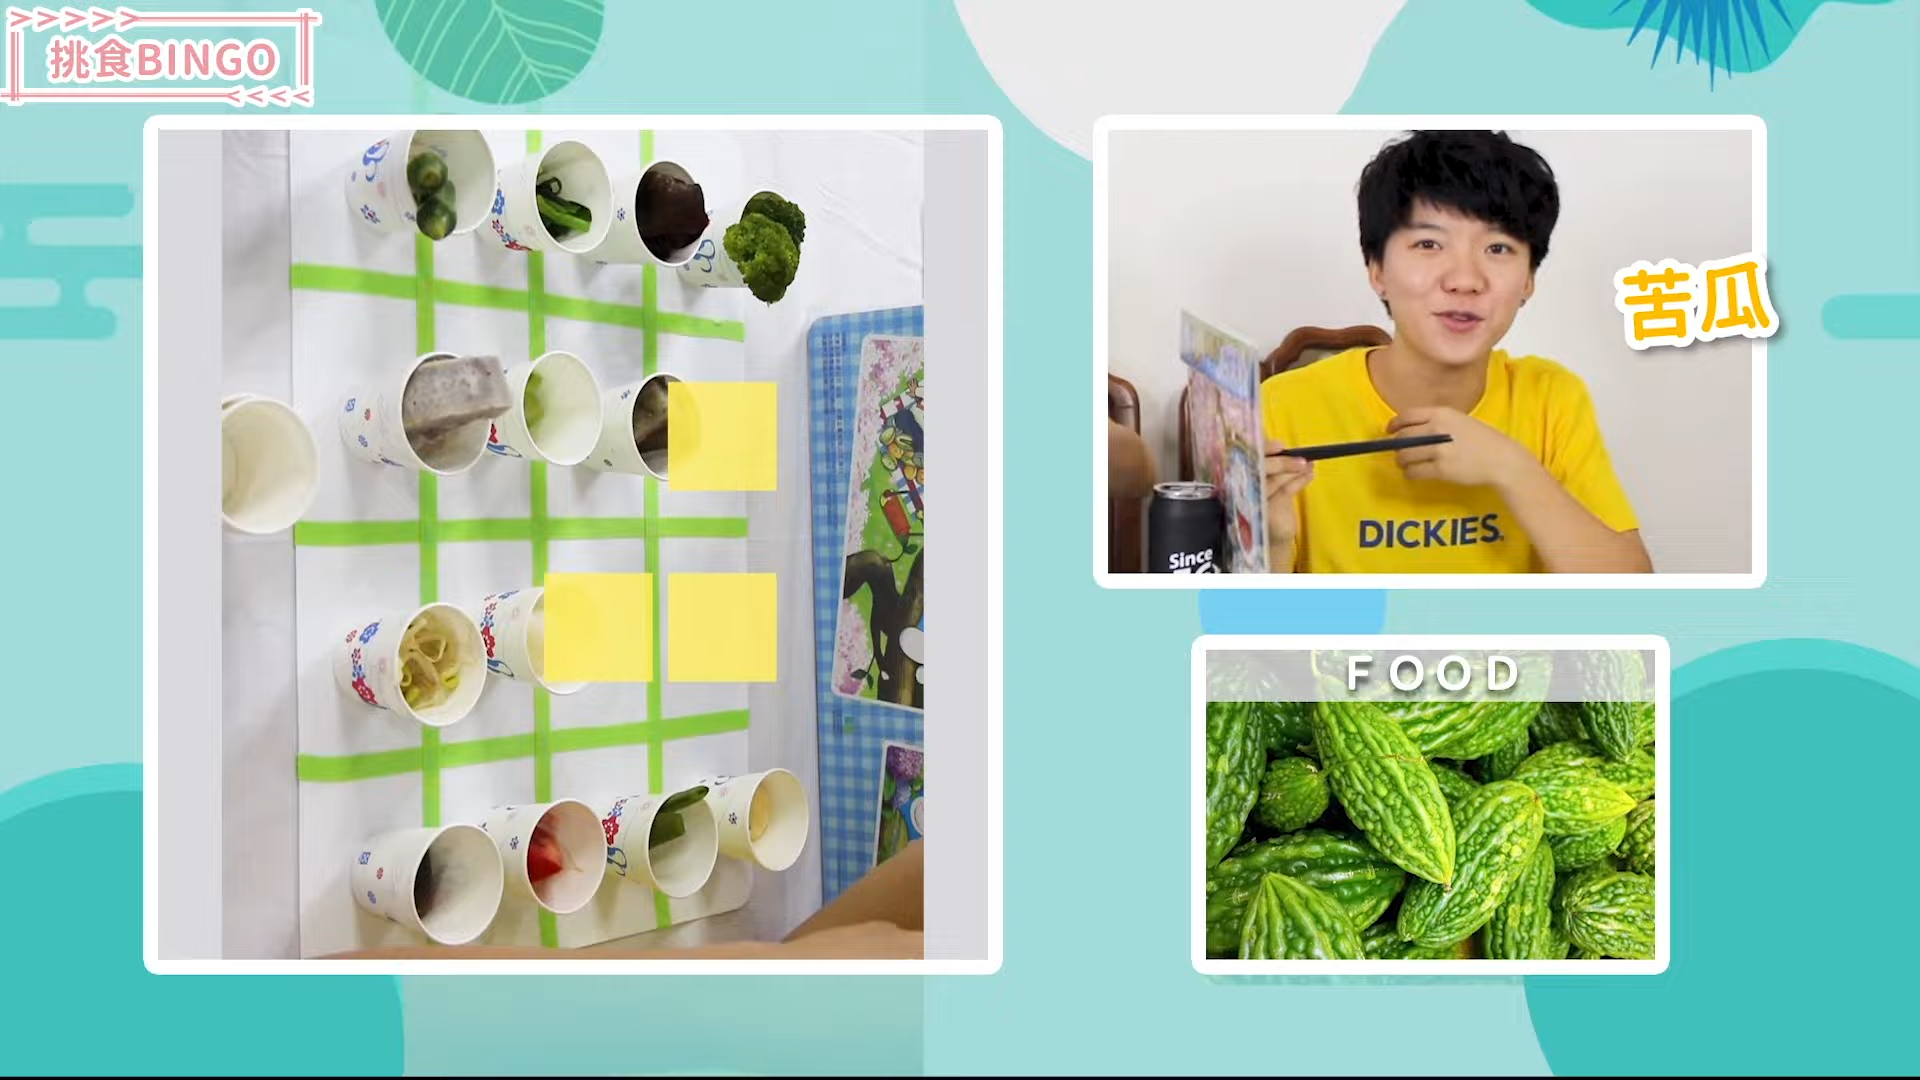 挑食BINGO
苦瓜
DICKIES
Since
FOOD